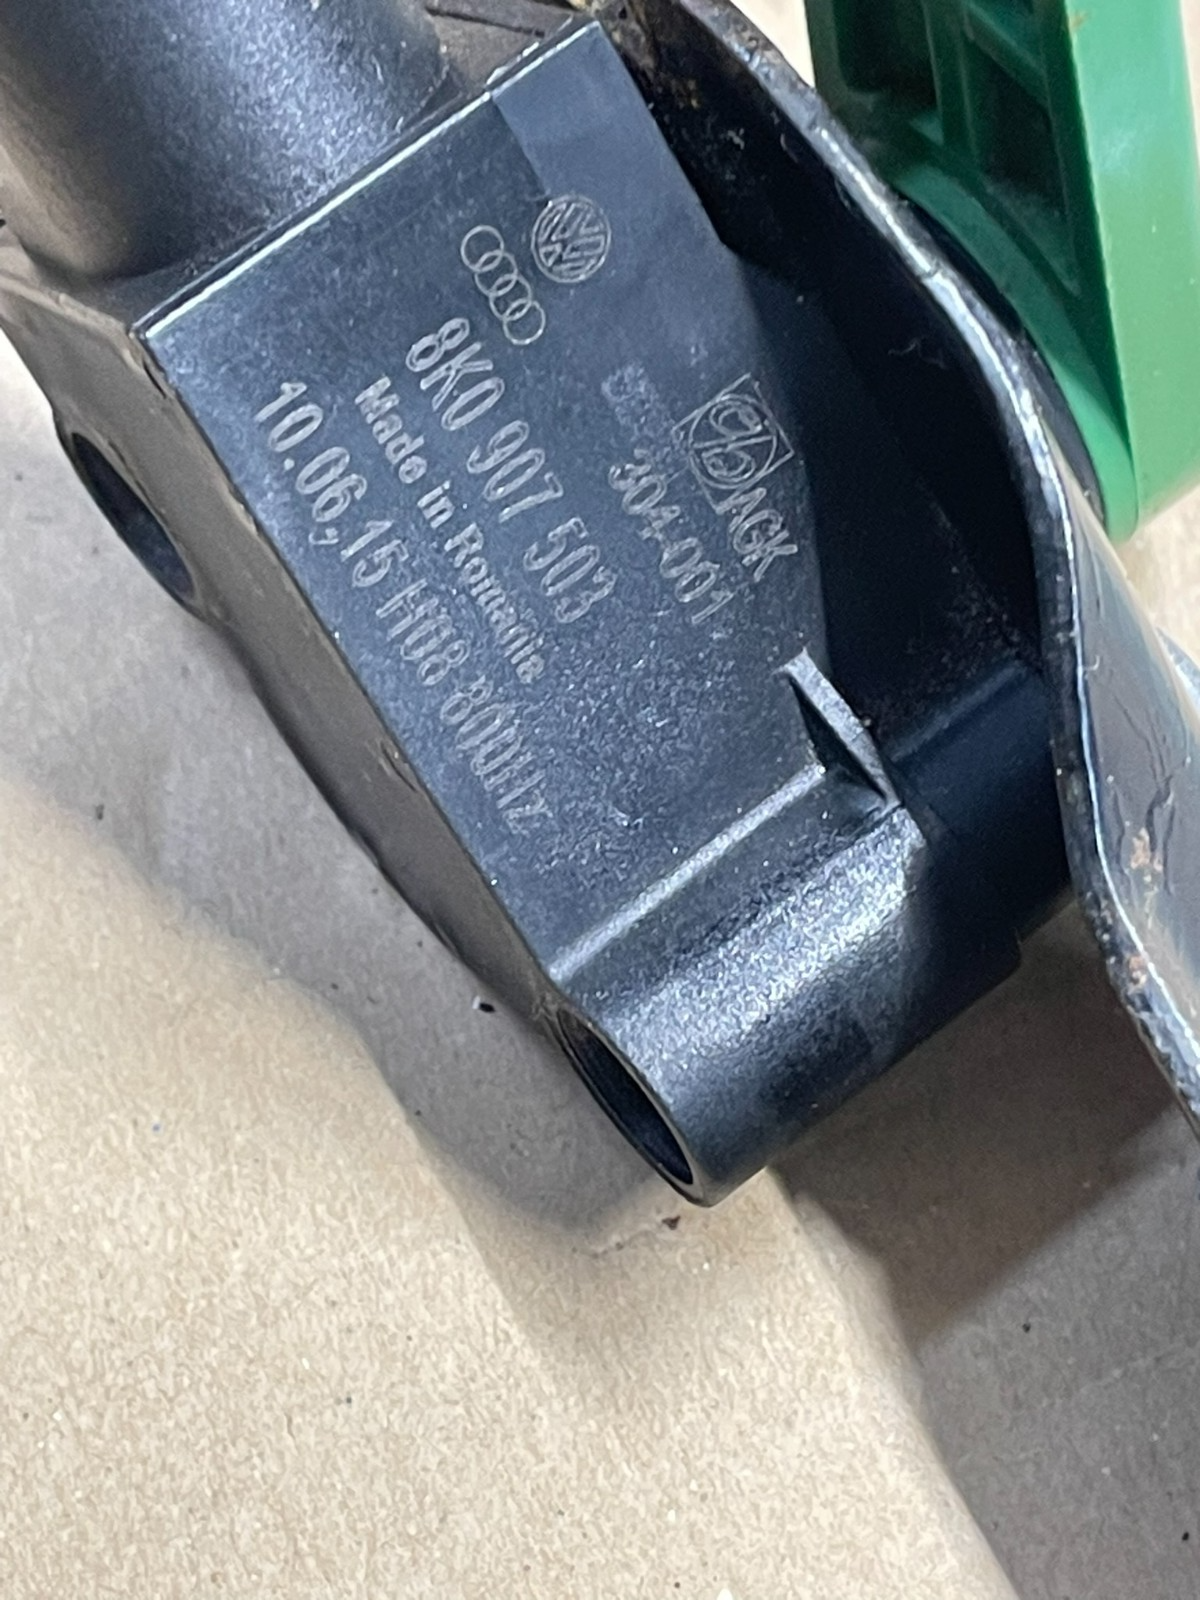 8K0 907 503
Made in Romania
10.06,15 H08 800Hz
AGK
304-001